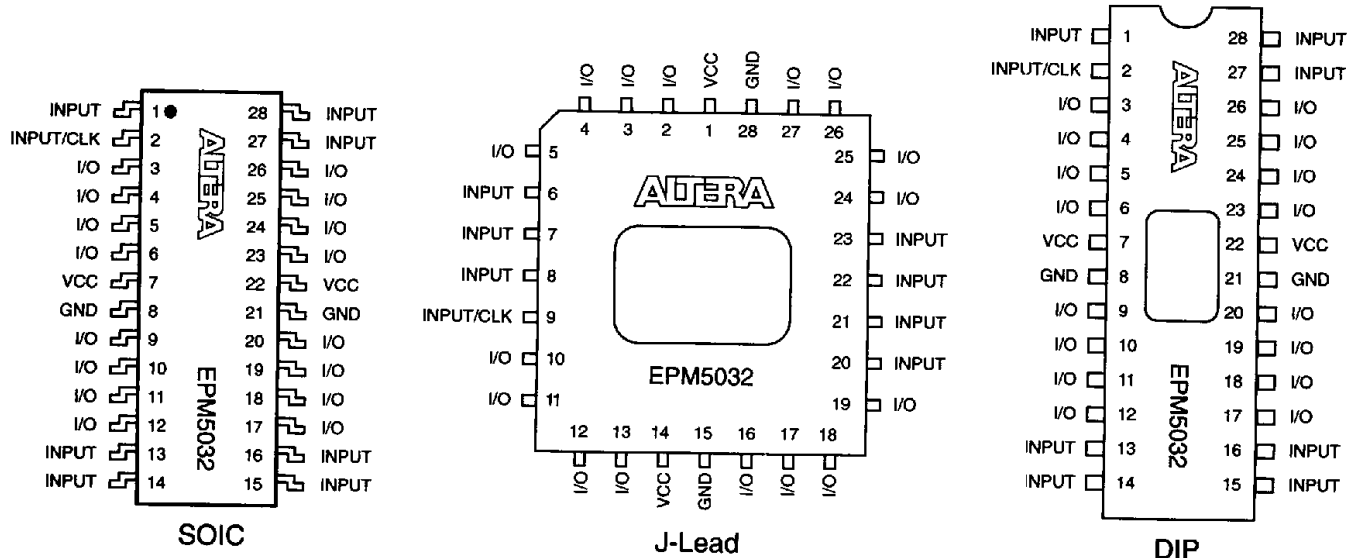 INPUT 1 28 INPUT
INPUT/CLK 2 27 INPUT
I/O 3 26 I/O
I/O 4 25 I/O
I/O 5 24 I/O
I/O 6 23 I/O
VCC 7 22 VCC
GND 8 21 GND
I/O 9 20 I/O
I/O 10 19 I/O
I/O 11 18 I/O
I/O 12 17 I/O
INPUT 13 16 INPUT
INPUT 14 15 INPUT
ALTERA
EPM5032
SOIC
I/O I/O I/O VCC GND I/O I/O
4 3 2 1 28 27 26
I/O 5 25 I/O
INPUT 6 24 I/O
INPUT 7 23 INPUT
INPUT 8 22 INPUT
INPUT/CLK 9 21 INPUT
I/O 10 20 INPUT
I/O 11 19 I/O
ALTERA
EPM5032
12 13 14 15 16 17 18
I/O I/O VCC GND I/O I/O I/O
J-Lead
INPUT 1 28 INPUT
INPUT/CLK 2 27 INPUT
I/O 3 26 I/O
I/O 4 25 I/O
I/O 5 24 I/O
I/O 6 23 I/O
VCC 7 22 VCC
GND 8 21 GND
I/O 9 20 I/O
I/O 10 19 I/O
I/O 11 18 I/O
I/O 12 17 I/O
INPUT 13 16 INPUT
INPUT 14 15 INPUT
ALTERA
EPM5032
DIP